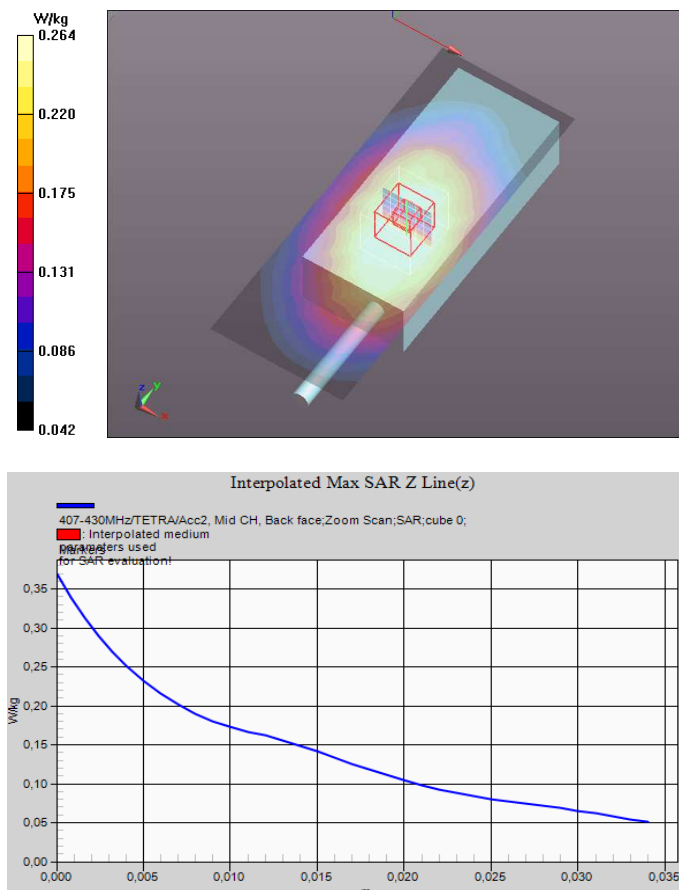 W/kg
0.264
0.220
0.175
0.131
0.086
0.042
z
y
x
Interpolated Max SAR Z Line(z)
407-430MHz/TETRA/Acc2, Mid CH, Back face;Zoom Scan;SAR;cube 0;
: Interpolated medium
parameters used
Markers
for SAR evaluation!
0,35
0,30
0,25
0,20
W/kg
0,15
0,10
0,05
0,00
0,000 0,005 0,010 0,015 0,020 0,025 0,030 0,035